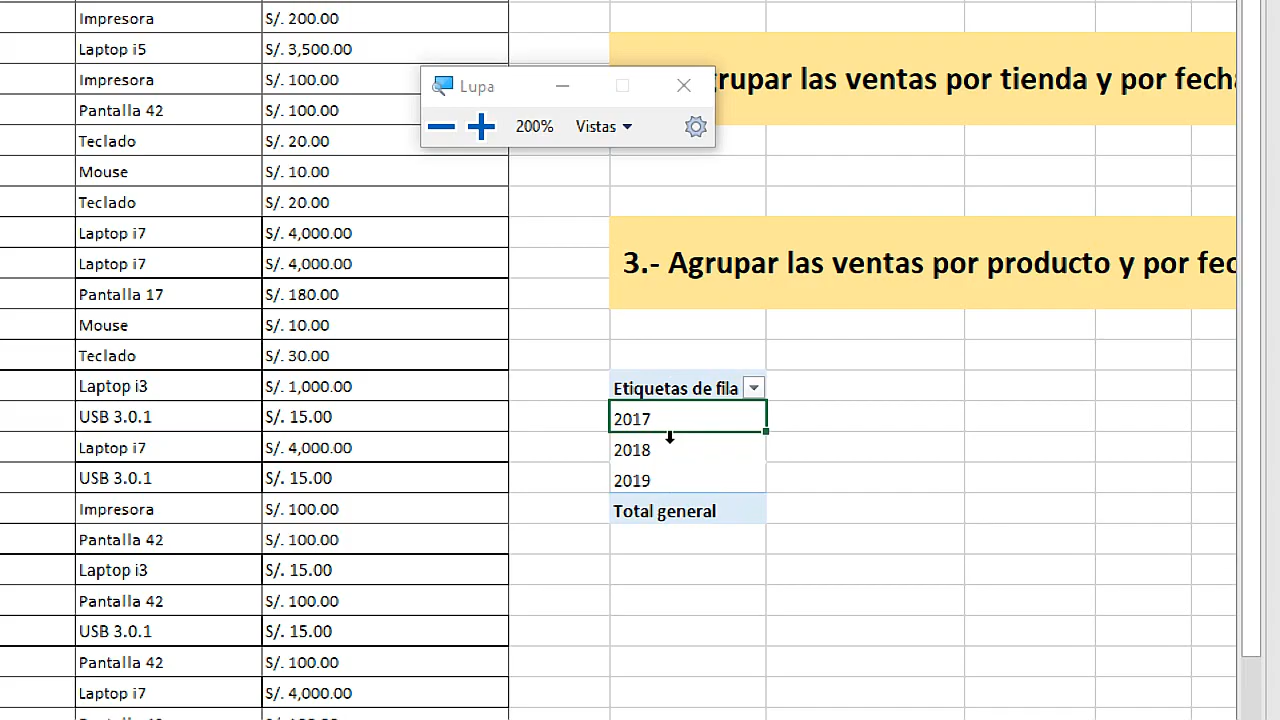 Impresora S/. 200.00
Laptop i5 S/. 3,500.00
Impresora S/. 100.00
Pantalla 42 S/. 100.00
Teclado S/. 20.00
Mouse S/. 10.00
Teclado S/. 20.00
Laptop i7 S/. 4,000.00
Laptop i7 S/. 4,000.00
Pantalla 17 S/. 180.00
Mouse S/. 10.00
Teclado S/. 30.00
Laptop i3 S/. 1,000.00
USB 3.0.1 S/. 15.00
Laptop i7 S/. 4,000.00
USB 3.0.1 S/. 15.00
Impresora S/. 100.00
Pantalla 42 S/. 100.00
Laptop i3 S/. 15.00
Pantalla 42 S/. 100.00
USB 3.0.1 S/. 15.00
Pantalla 42 S/. 100.00
Laptop i7 S/. 4,000.00
Lupa
200% Vistas
rupar las ventas por tienda y por fecha
3.- Agrupar las ventas por producto y por fec
Etiquetas de fila
2017
2018
2019
Total general